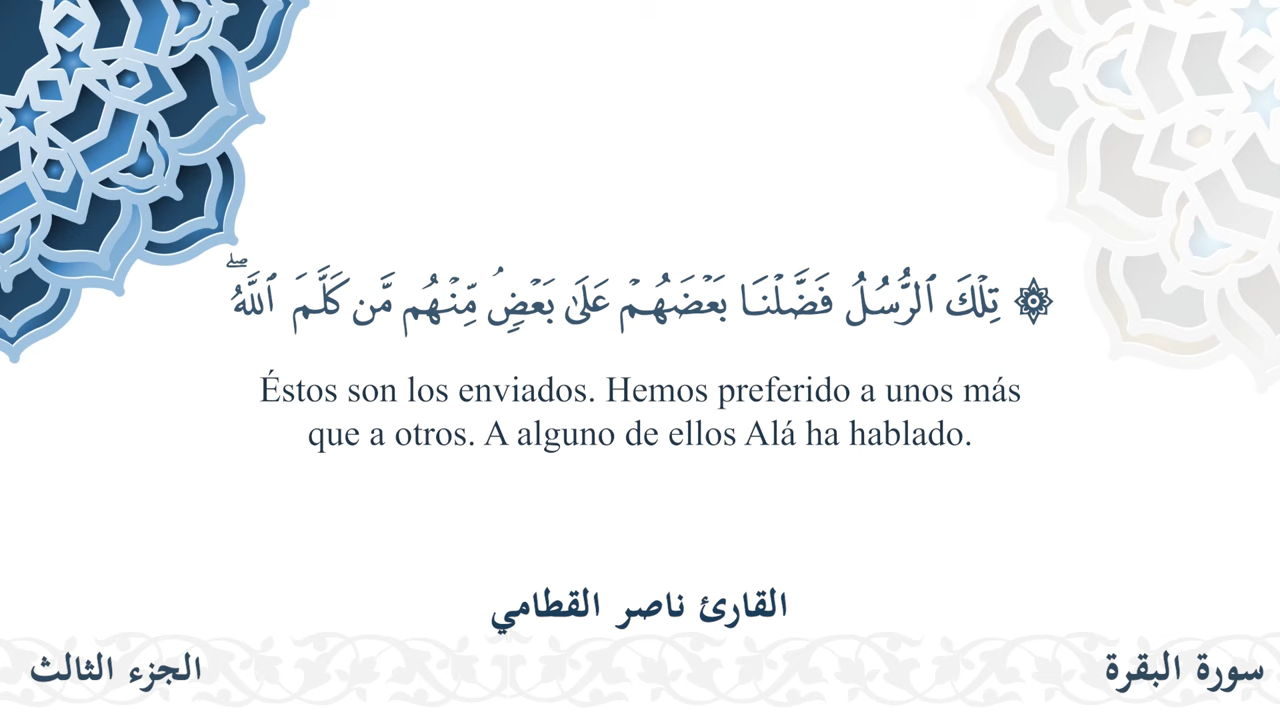 ۞ تِلْكَ ٱلرُّسُلُ فَضَّلْنَا بَعْضَهُمْ عَلَىٰ بَعْضٍۢ مِّنْهُم مَّن كَلَّمَ ٱللَّهُ ۖ
Éstos son los enviados. Hemos preferido a unos más
que a otros. A alguno de ellos Alá ha hablado.
القارئ ناصر القطامي
سورة البقرة
الجزء الثالث